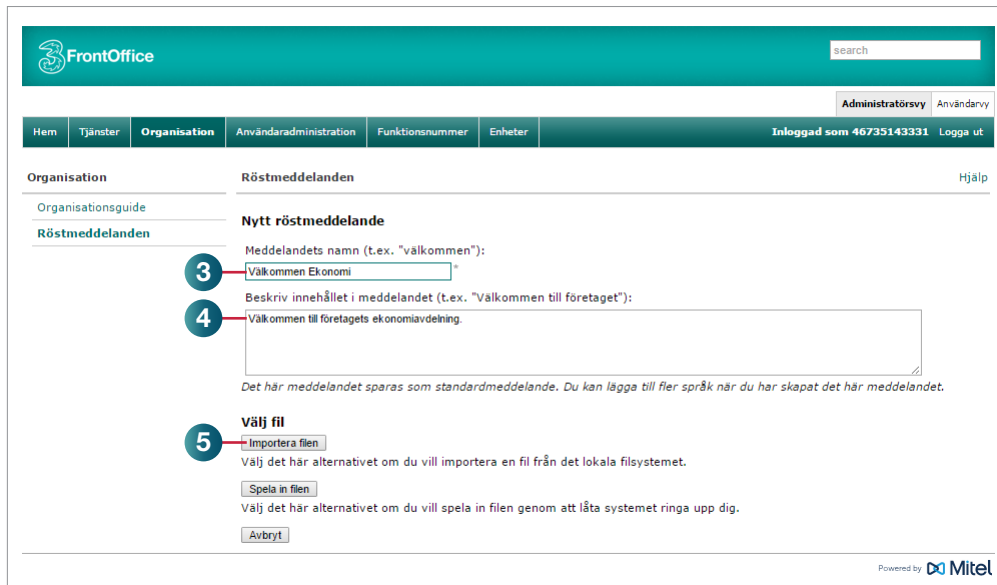 3 FrontOffice
search
Administratörsvy Användarvy
Hem Tjänster Organisation Användaradministration Funktionsnummer Enheter Inloggad som 46735143331 Logga ut
Organisation
Organisationsguide
Röstmeddelanden
Röstmeddelanden Hjälp
Nytt röstmeddelande
Meddelandets namn (t.ex. "välkommen"):
3 Välkommen Ekonomi *
Beskriv innehållet i meddelandet (t.ex. "Välkommen till företaget"):
4 Välkommen till företagets ekonomiavdelning.
Det här meddelandet sparas som standardmeddelande. Du kan lägga till fler språk när du har skapat det här meddelandet.
Välj fil
5 Importera filen
Välj det här alternativet om du vill importera en fil från det lokala filsystemet.
Spela in filen
Välj det här alternativet om du vill spela in filen genom att låta systemet ringa upp dig.
Avbryt
Powered by Mitel